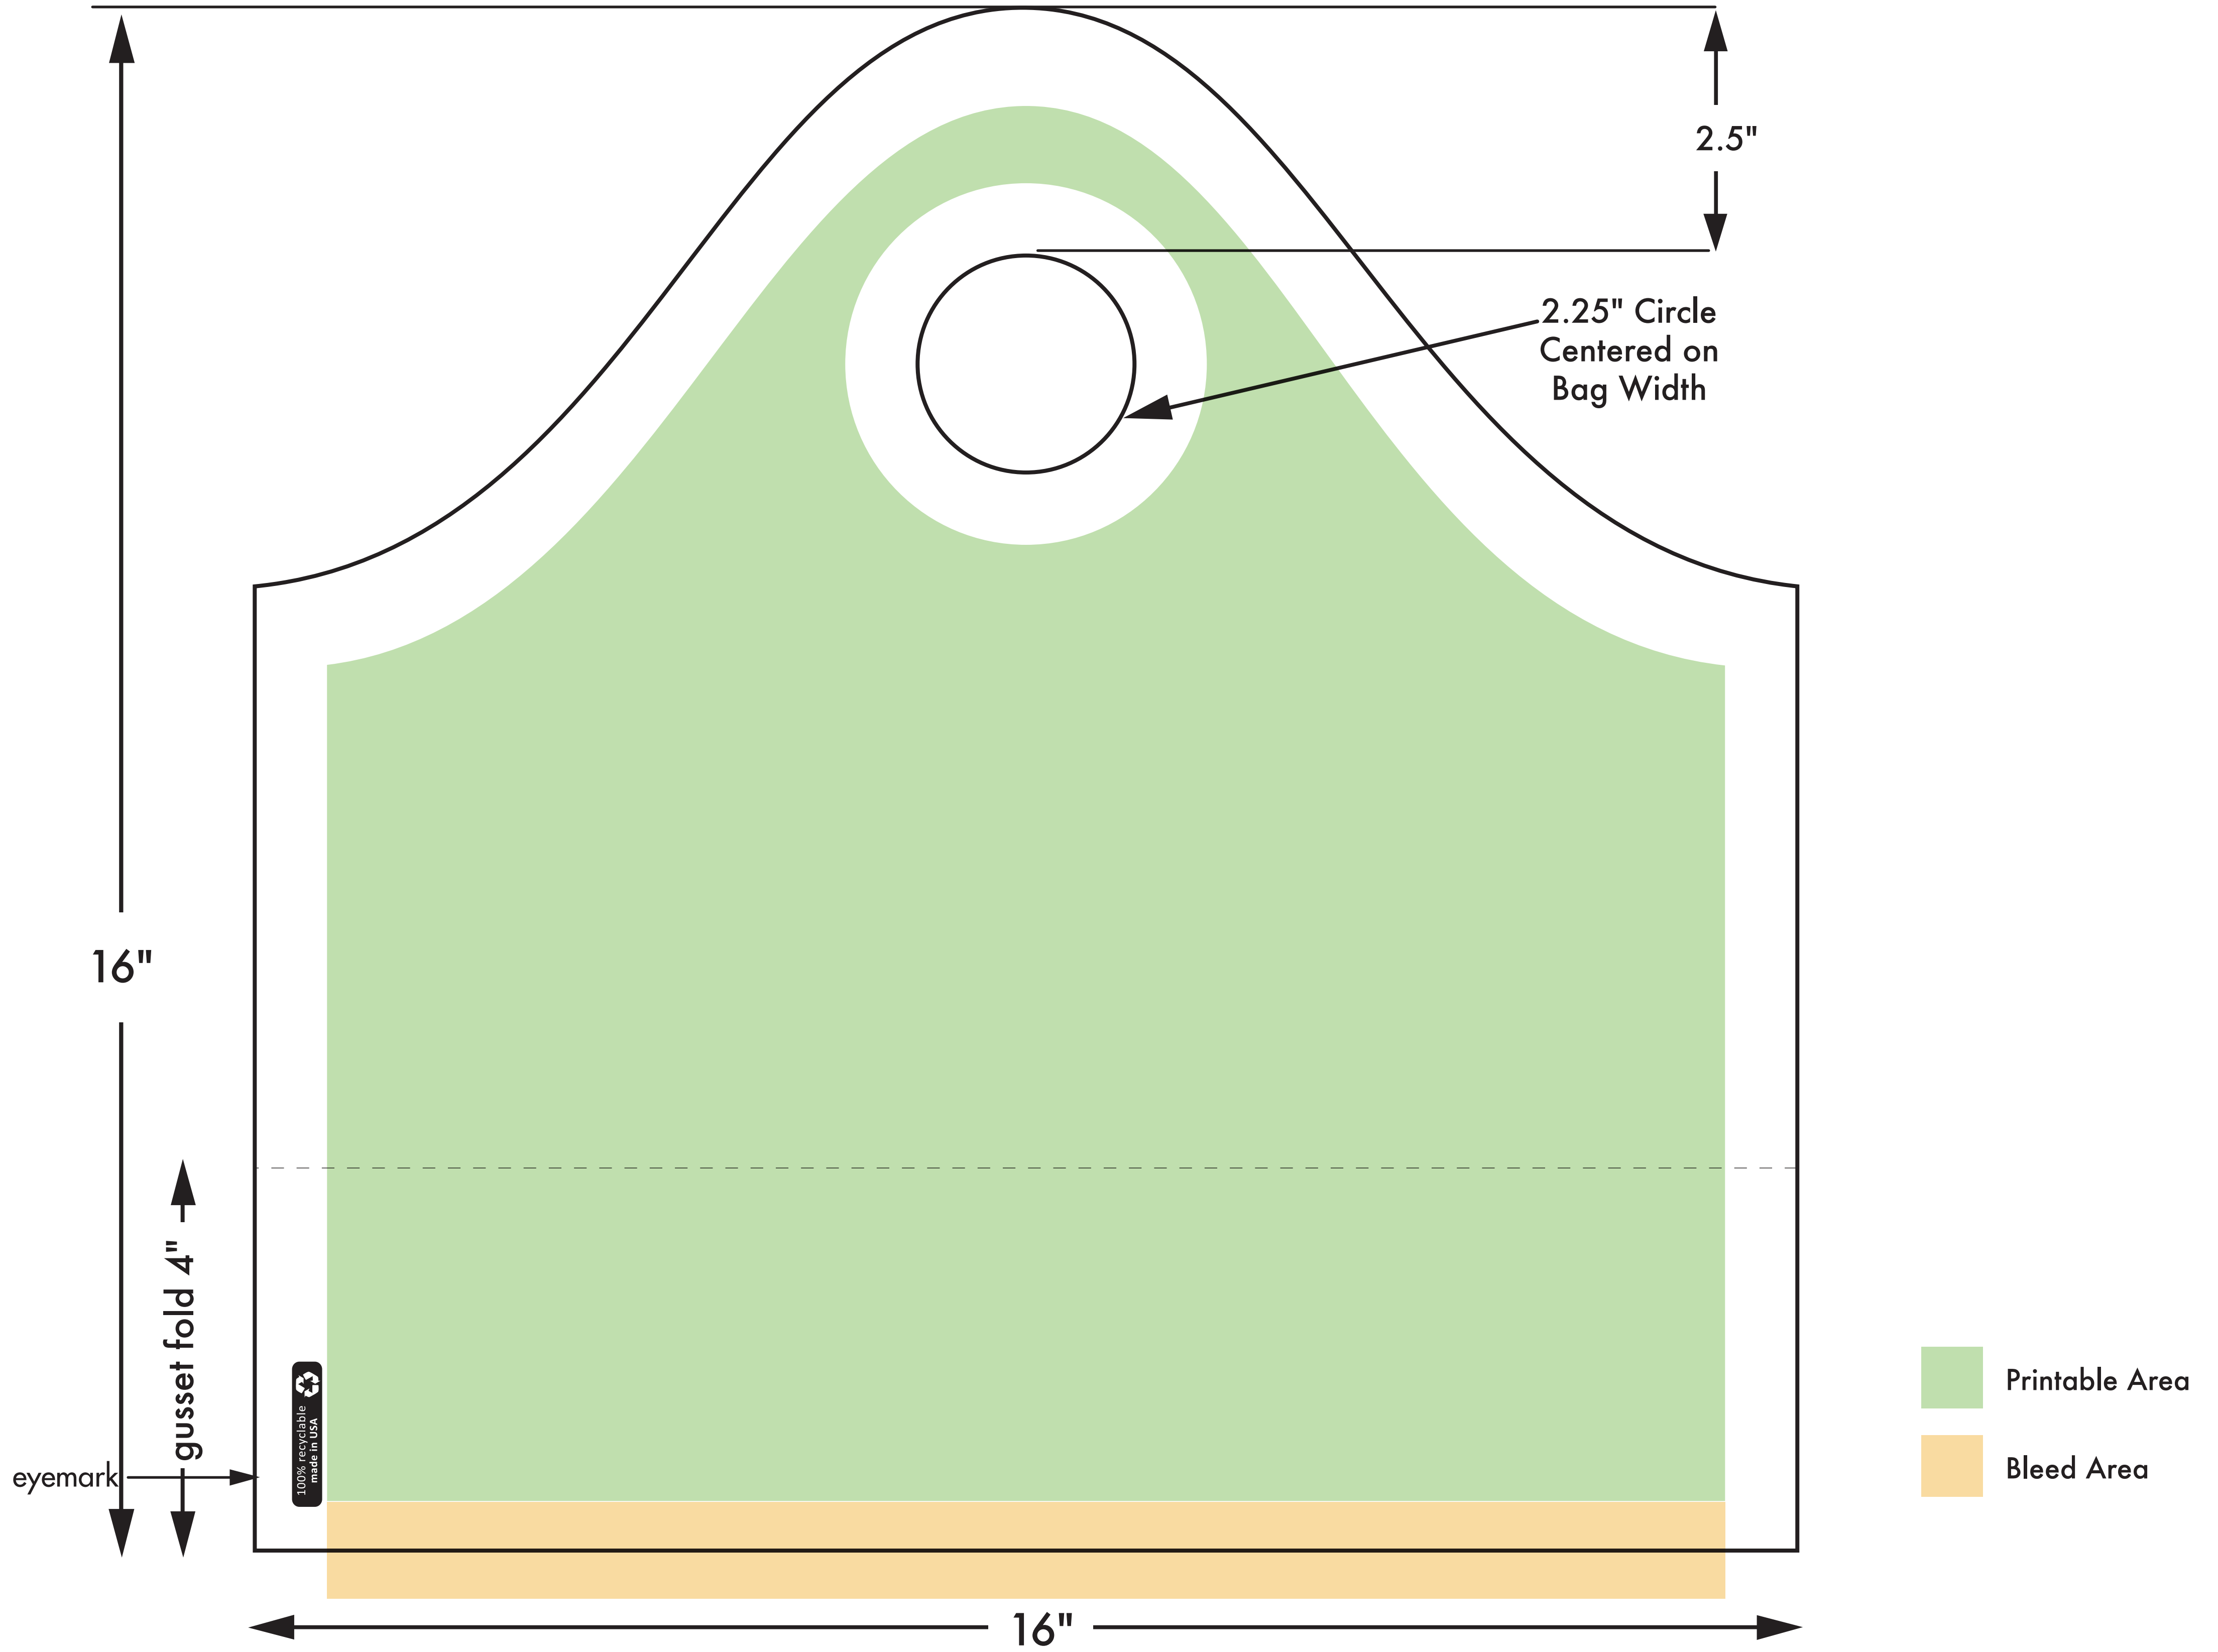 2.5"
2.25" Circle
Centered on
Bag Width
16"
gusset fold 4"
100% recyclable
made in USA
eyemark
Printable Area
Bleed Area
16"